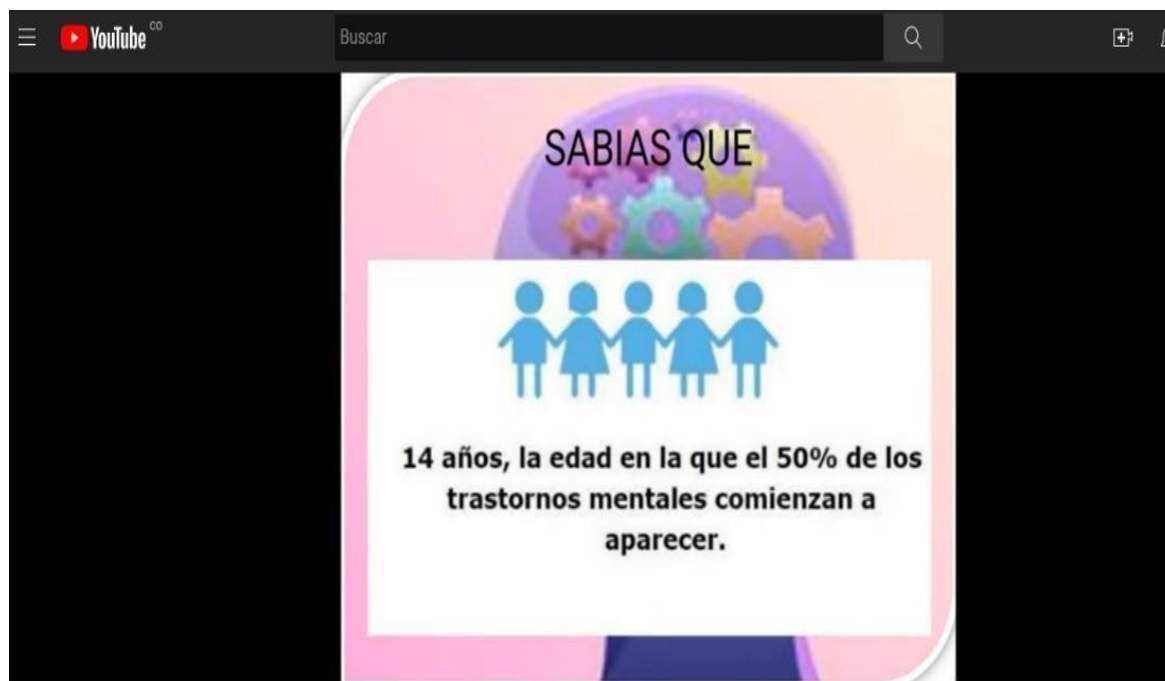 YouTube CO
Buscar
SABIAS QUE
14 años, la edad en la que el 50% de los
trastornos mentales comienzan a
aparecer.